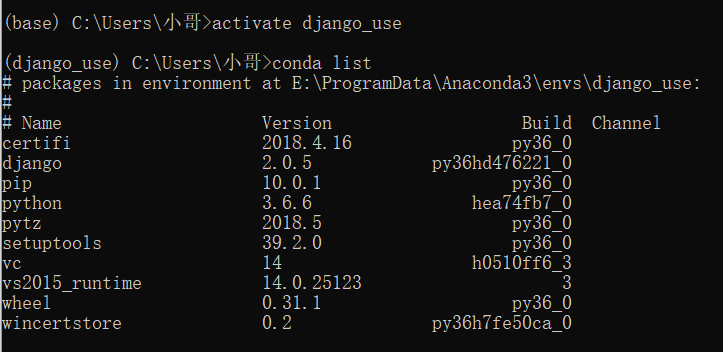 (base) C:\Users\小哥>activate django_use
(django_use) C:\Users\小哥>conda list
# packages in environment at E:\ProgramData\Anaconda3\envs\django_use:
#
# Name                    Version                   Build  Channel
certifi                   2018.4.16                py36_0
django                    2.0.5            py36hd476221_0
pip                       10.0.1                   py36_0
python                    3.6.6                hea74fb7_0
pytz                      2018.5                   py36_0
setuptools                39.2.0                   py36_0
vc                        14                   h0510ff6_3
vs2015_runtime            14.0.25123                    3
wheel                     0.31.1                   py36_0
wincertstore              0.2              py36h7fe50ca_0